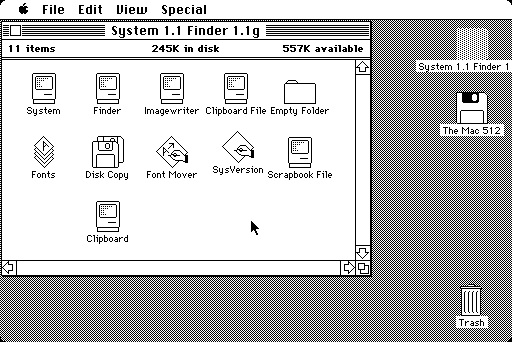 File Edit View Special
System 1.1 Finder 1.1g
11 items 245K in disk 557K available
System Finder Imagewriter Clipboard File Empty Folder
Fonts Disk Copy Font Mover SysVersion Scrapbook File
Clipboard
System 1.1 Finder 1
The Mac 512
Trash